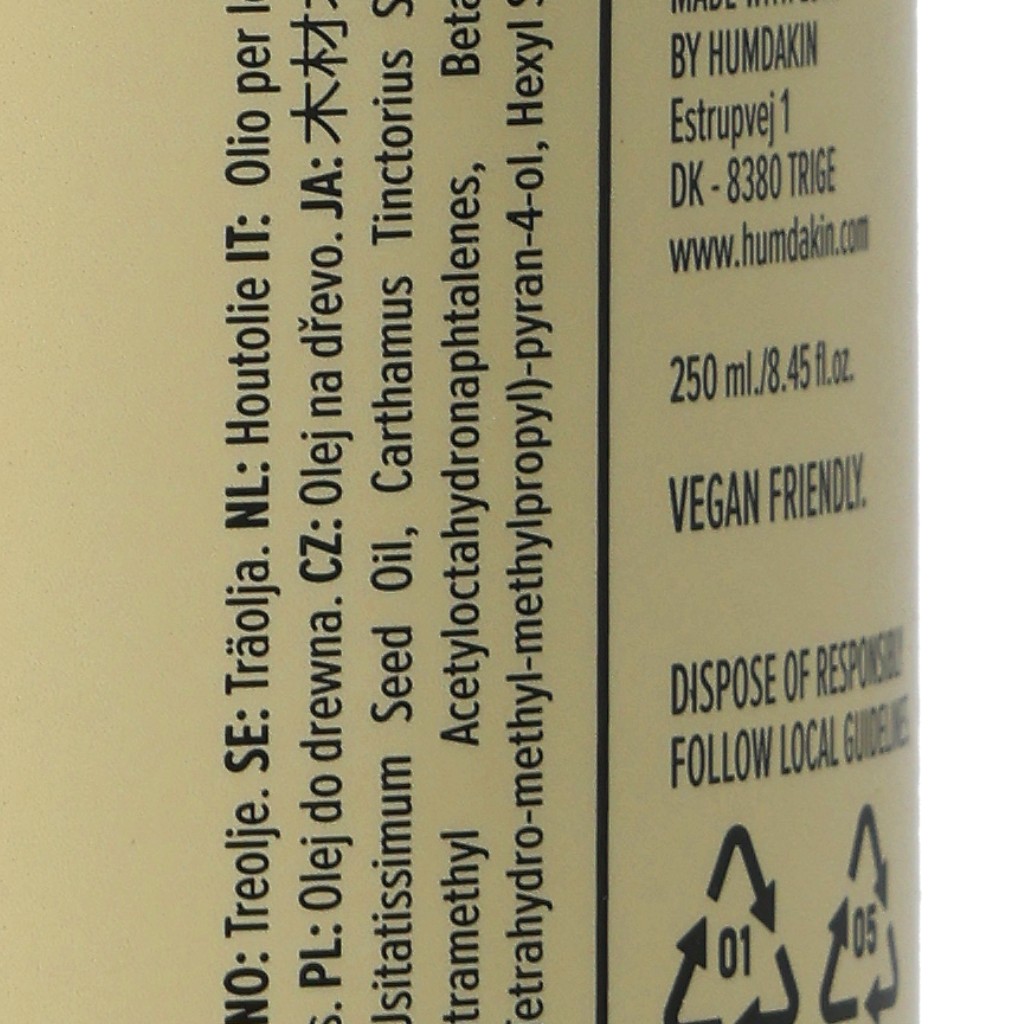 NO: Treolje. SE: Träolja. NL: Houtolie IT: Olio per
s. PL: Olej do drewna. CZ: Olej na dřevo. JA: 木材
Usitatissimum Seed Oil, Carthamus Tinctorius S
tramethyl Acetyloctahydronaphtalenes, Beta
Tetrahydro-methyl-methylpropyl)-pyran-4-ol, Hexyl S
BY HUMDAKIN
Estrupvej 1
DK - 8380 TRIGE
www.humdakin.com
250 ml./8.45 fl.oz.
VEGAN FRIENDLY.
DISPOSE OF RESPONSIBLY
FOLLOW LOCAL GUIDELINES
01
05